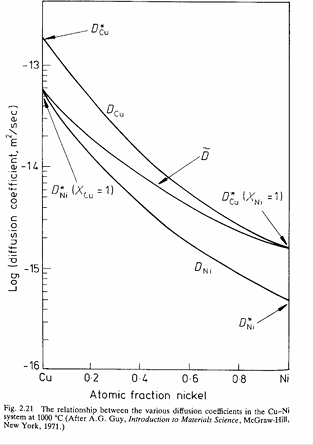 D*Cu
-13
DCu
D̃
-14
D*Ni (XCu = 1)
D*Cu (XNi = 1)
Log (diffusion coefficient, m²/sec)
-15
DNi
D*Ni
-16
Cu 0·2 0·4 0·6 0·8 Ni
Atomic fraction nickel
Fig. 2.21 The relationship between the various diffusion coefficients in the Cu–Ni
system at 1000 °C (After A.G. Guy, Introduction to Materials Science, McGraw-Hill,
New York, 1971.)